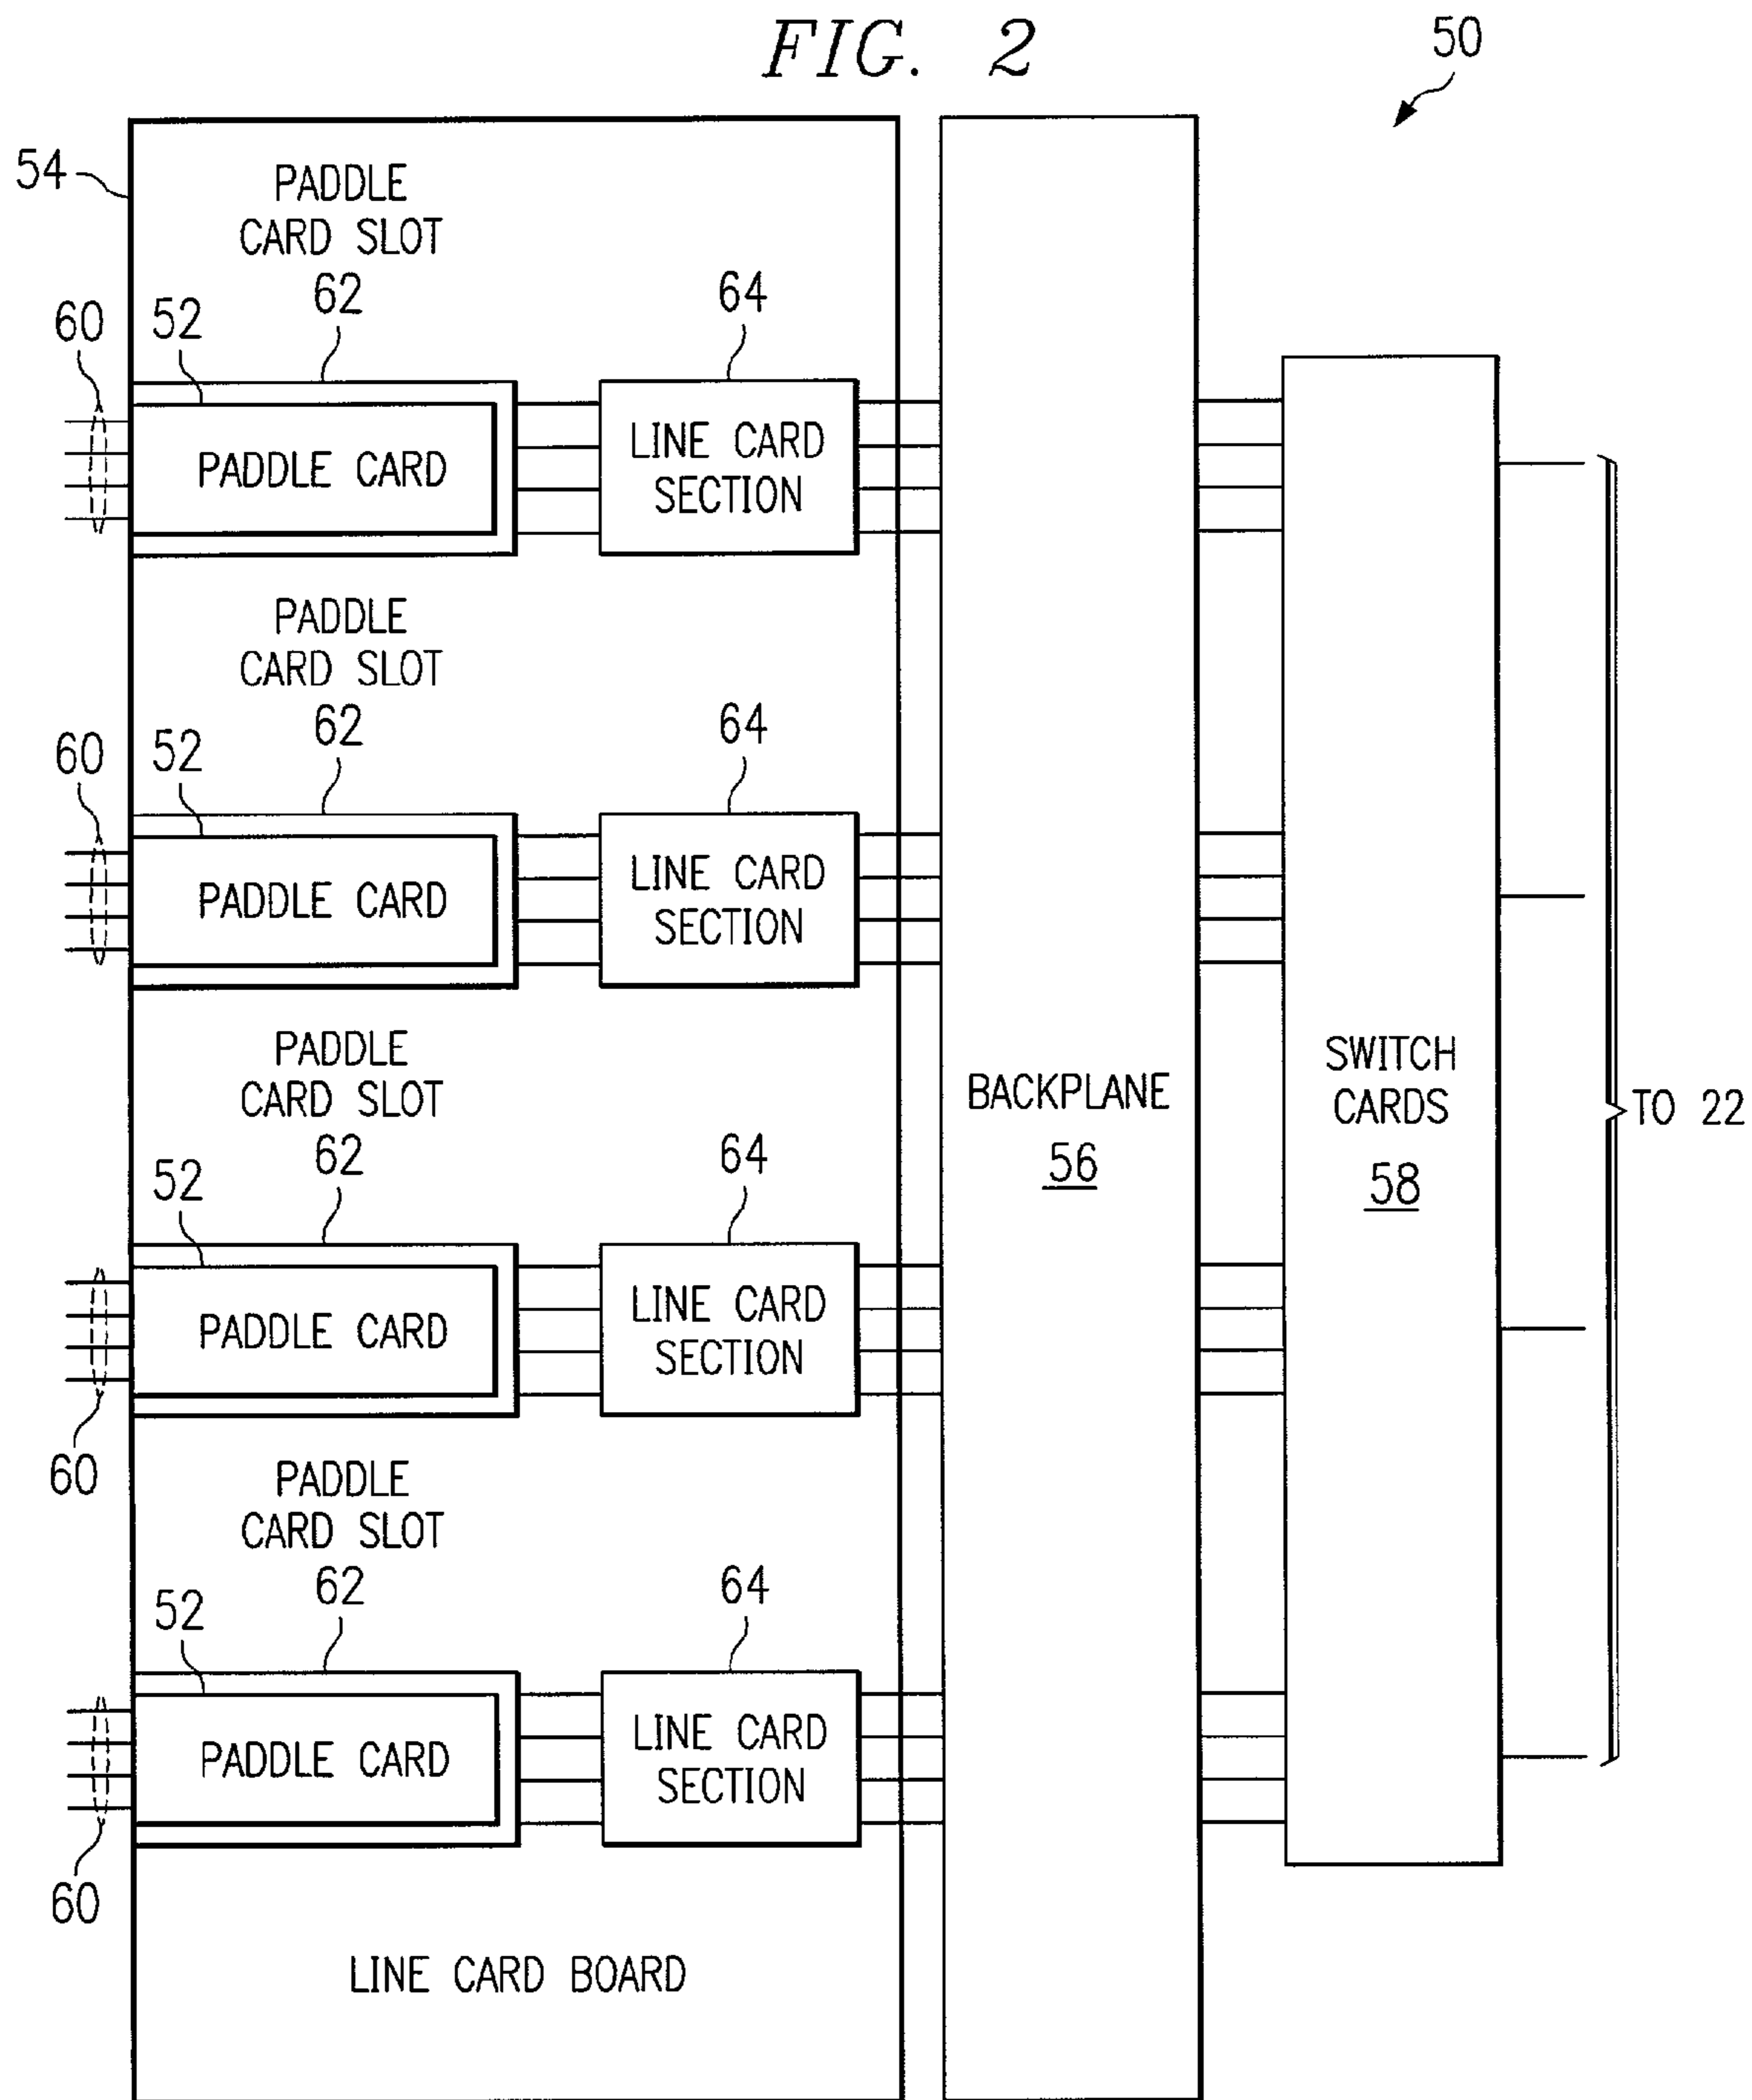 FIG. 2
50
54
PADDLE
CARD SLOT
62
64
60
52
PADDLE CARD
LINE CARD
SECTION
PADDLE
CARD SLOT
62
64
60
52
PADDLE CARD
LINE CARD
SECTION
PADDLE
CARD SLOT
62
64
52
PADDLE CARD
LINE CARD
SECTION
60
PADDLE
CARD SLOT
62
64
52
PADDLE CARD
LINE CARD
SECTION
60
LINE CARD BOARD
BACKPLANE
56
SWITCH
CARDS
58
TO 22